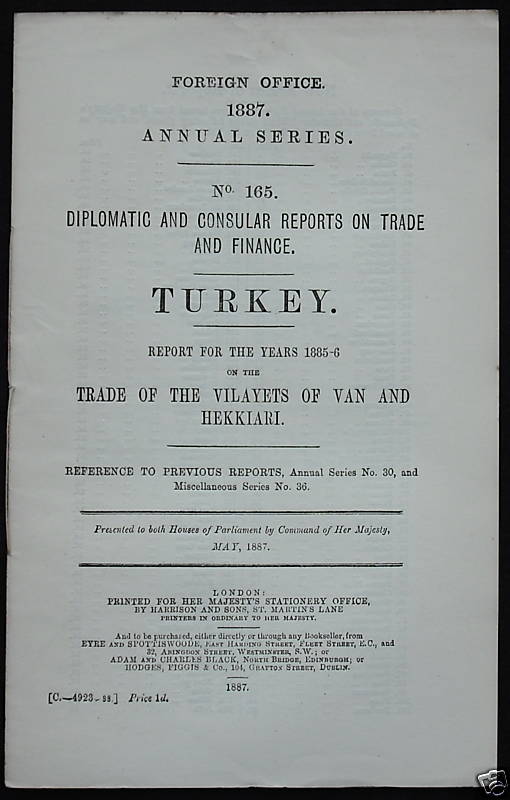 FOREIGN OFFICE.
1887.
ANNUAL SERIES.
No. 165.
DIPLOMATIC AND CONSULAR REPORTS ON TRADE
AND FINANCE.
TURKEY.
REPORT FOR THE YEARS 1885-6
ON THE
TRADE OF THE VILAYETS OF VAN AND
HEKKIARI.
REFERENCE TO PREVIOUS REPORTS, Annual Series No. 30, and
Miscellaneous Series No. 36.
Presented to both Houses of Parliament by Command of Her Majesty,
MAY, 1887.
LONDON:
PRINTED FOR HER MAJESTY'S STATIONERY OFFICE,
BY HARRISON AND SONS, ST. MARTIN'S LANE
PRINTERS IN ORDINARY TO HER MAJESTY.
And to be purchased, either directly or through any Bookseller, from
EYRE AND SPOTTISWOODE, EAST HARDING STREET, FLEET STREET, E.C., and
32, ABINGDON STREET, WESTMINSTER, S.W.; or
ADAM AND CHARLES BLACK, NORTH BRIDGE, EDINBURGH; or
HODGES, FIGGIS & Co., 104, GRAFTON STREET, DUBLIN.
1887.
[C.—4923—88.] Price 1d.